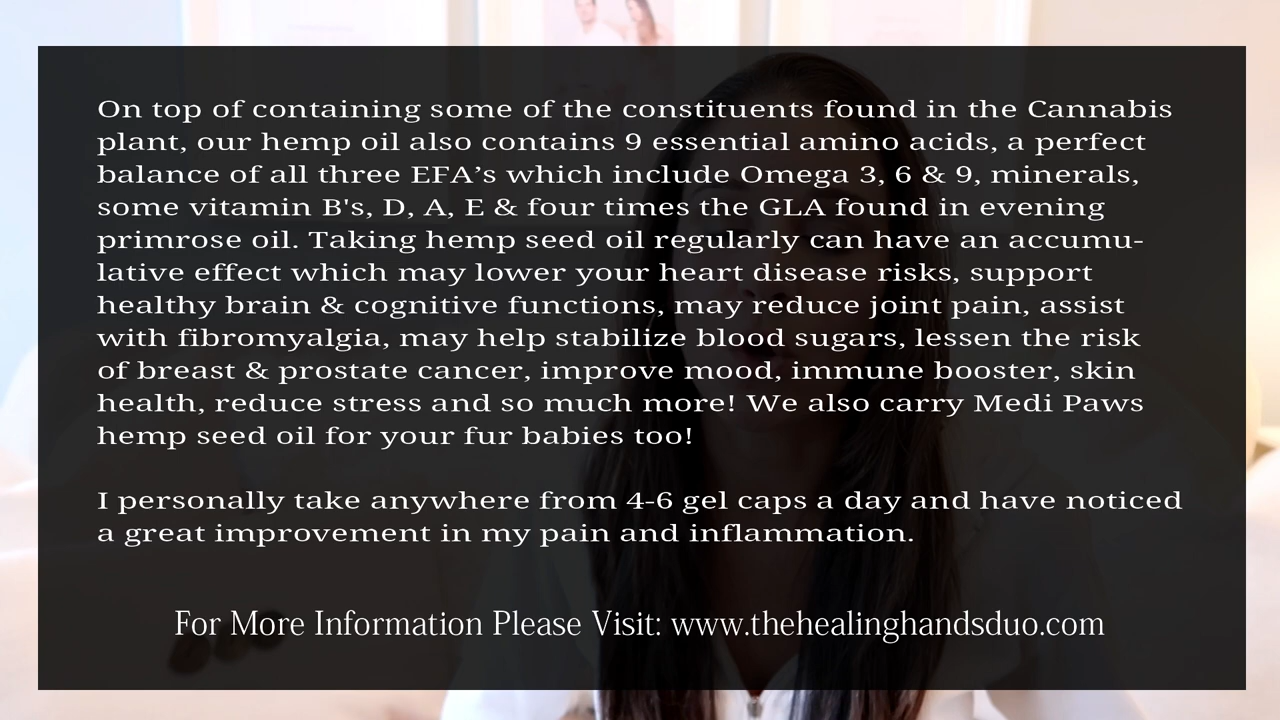 On top of containing some of the constituents found in the Cannabis
plant, our hemp oil also contains 9 essential amino acids, a perfect
balance of all three EFA’s which include Omega 3, 6 & 9, minerals,
some vitamin B's, D, A, E & four times the GLA found in evening
primrose oil. Taking hemp seed oil regularly can have an accumu-
lative effect which may lower your heart disease risks, support
healthy brain & cognitive functions, may reduce joint pain, assist
with fibromyalgia, may help stabilize blood sugars, lessen the risk
of breast & prostate cancer, improve mood, immune booster, skin
health, reduce stress and so much more! We also carry Medi Paws
hemp seed oil for your fur babies too!
I personally take anywhere from 4-6 gel caps a day and have noticed
a great improvement in my pain and inflammation.
For More Information Please Visit: www.thehealinghandsduo.com